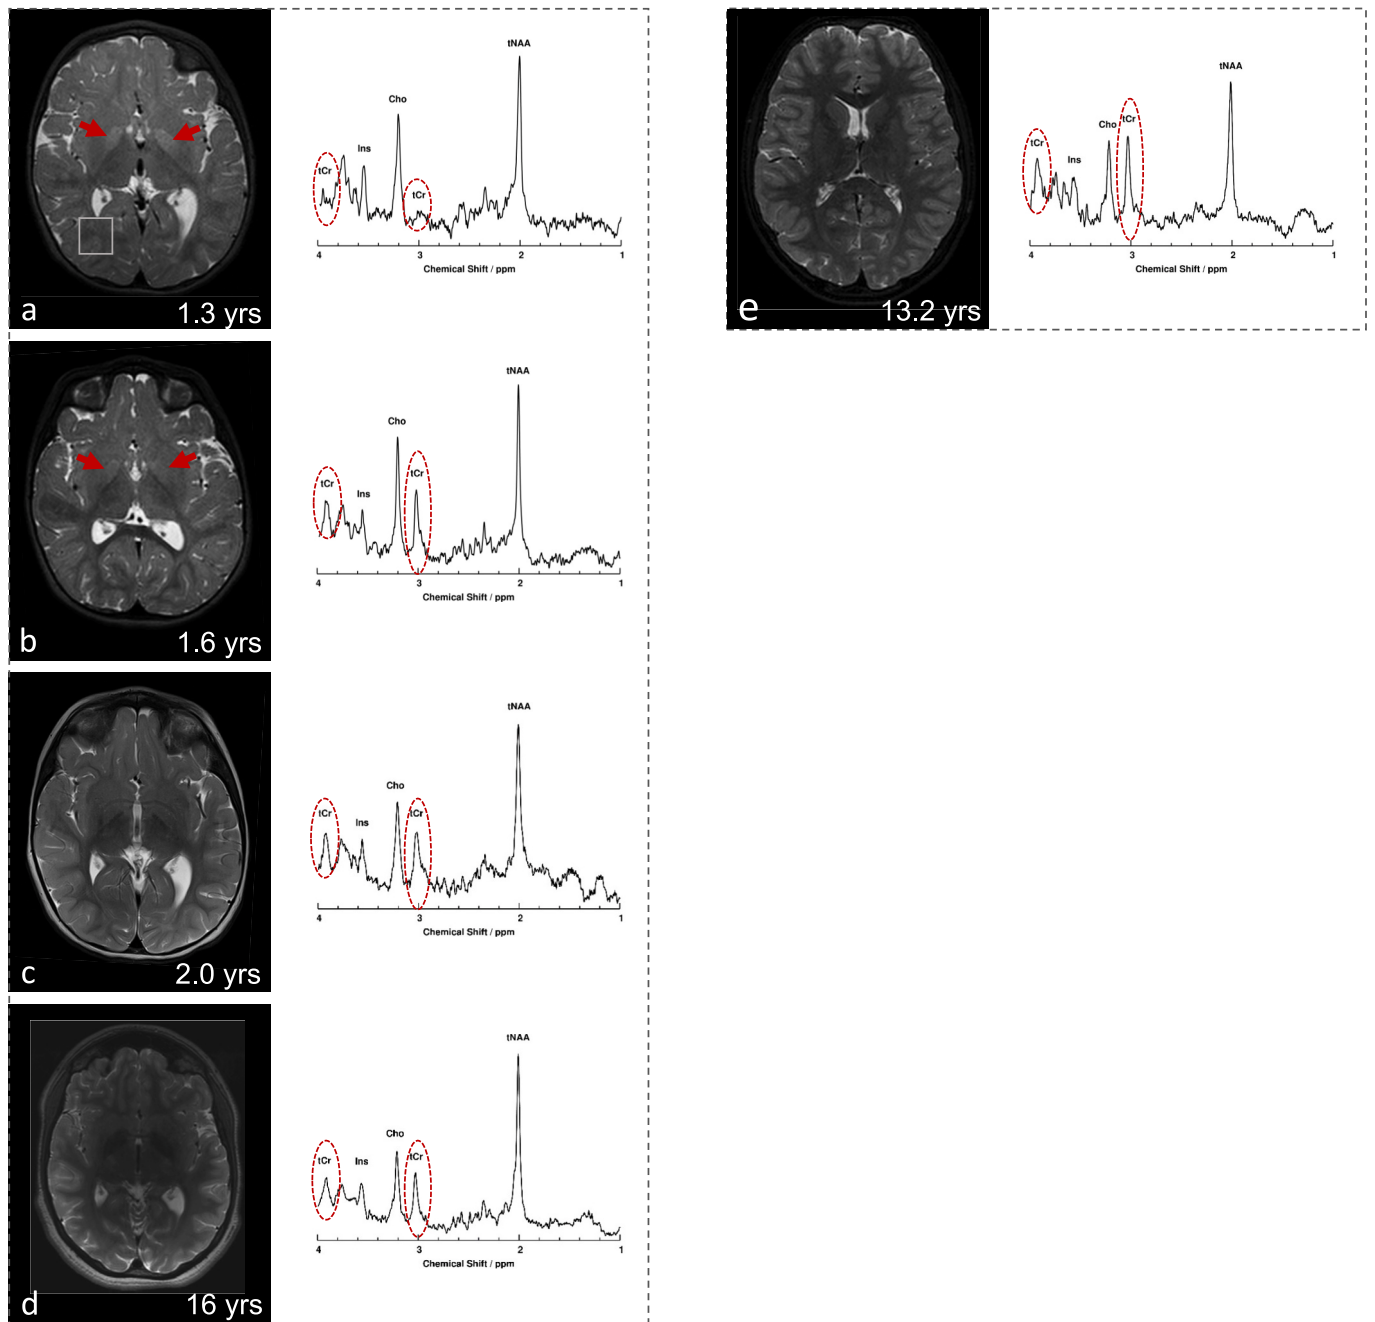 tNAA
Cho
Ins
tCr
tCr
4 3 2 1
Chemical Shift / ppm
a 1.3 yrs
tNAA
Cho
tCr
tCr
Ins
4 3 2 1
Chemical Shift / ppm
b 1.6 yrs
tNAA
Cho
tCr
tCr
Ins
4 3 2 1
Chemical Shift / ppm
c 2.0 yrs
tNAA
Cho
tCr
Ins
tCr
4 3 2 1
Chemical Shift / ppm
d 16 yrs
tNAA
Cho
tCr
tCr
Ins
4 3 2 1
Chemical Shift / ppm
e 13.2 yrs